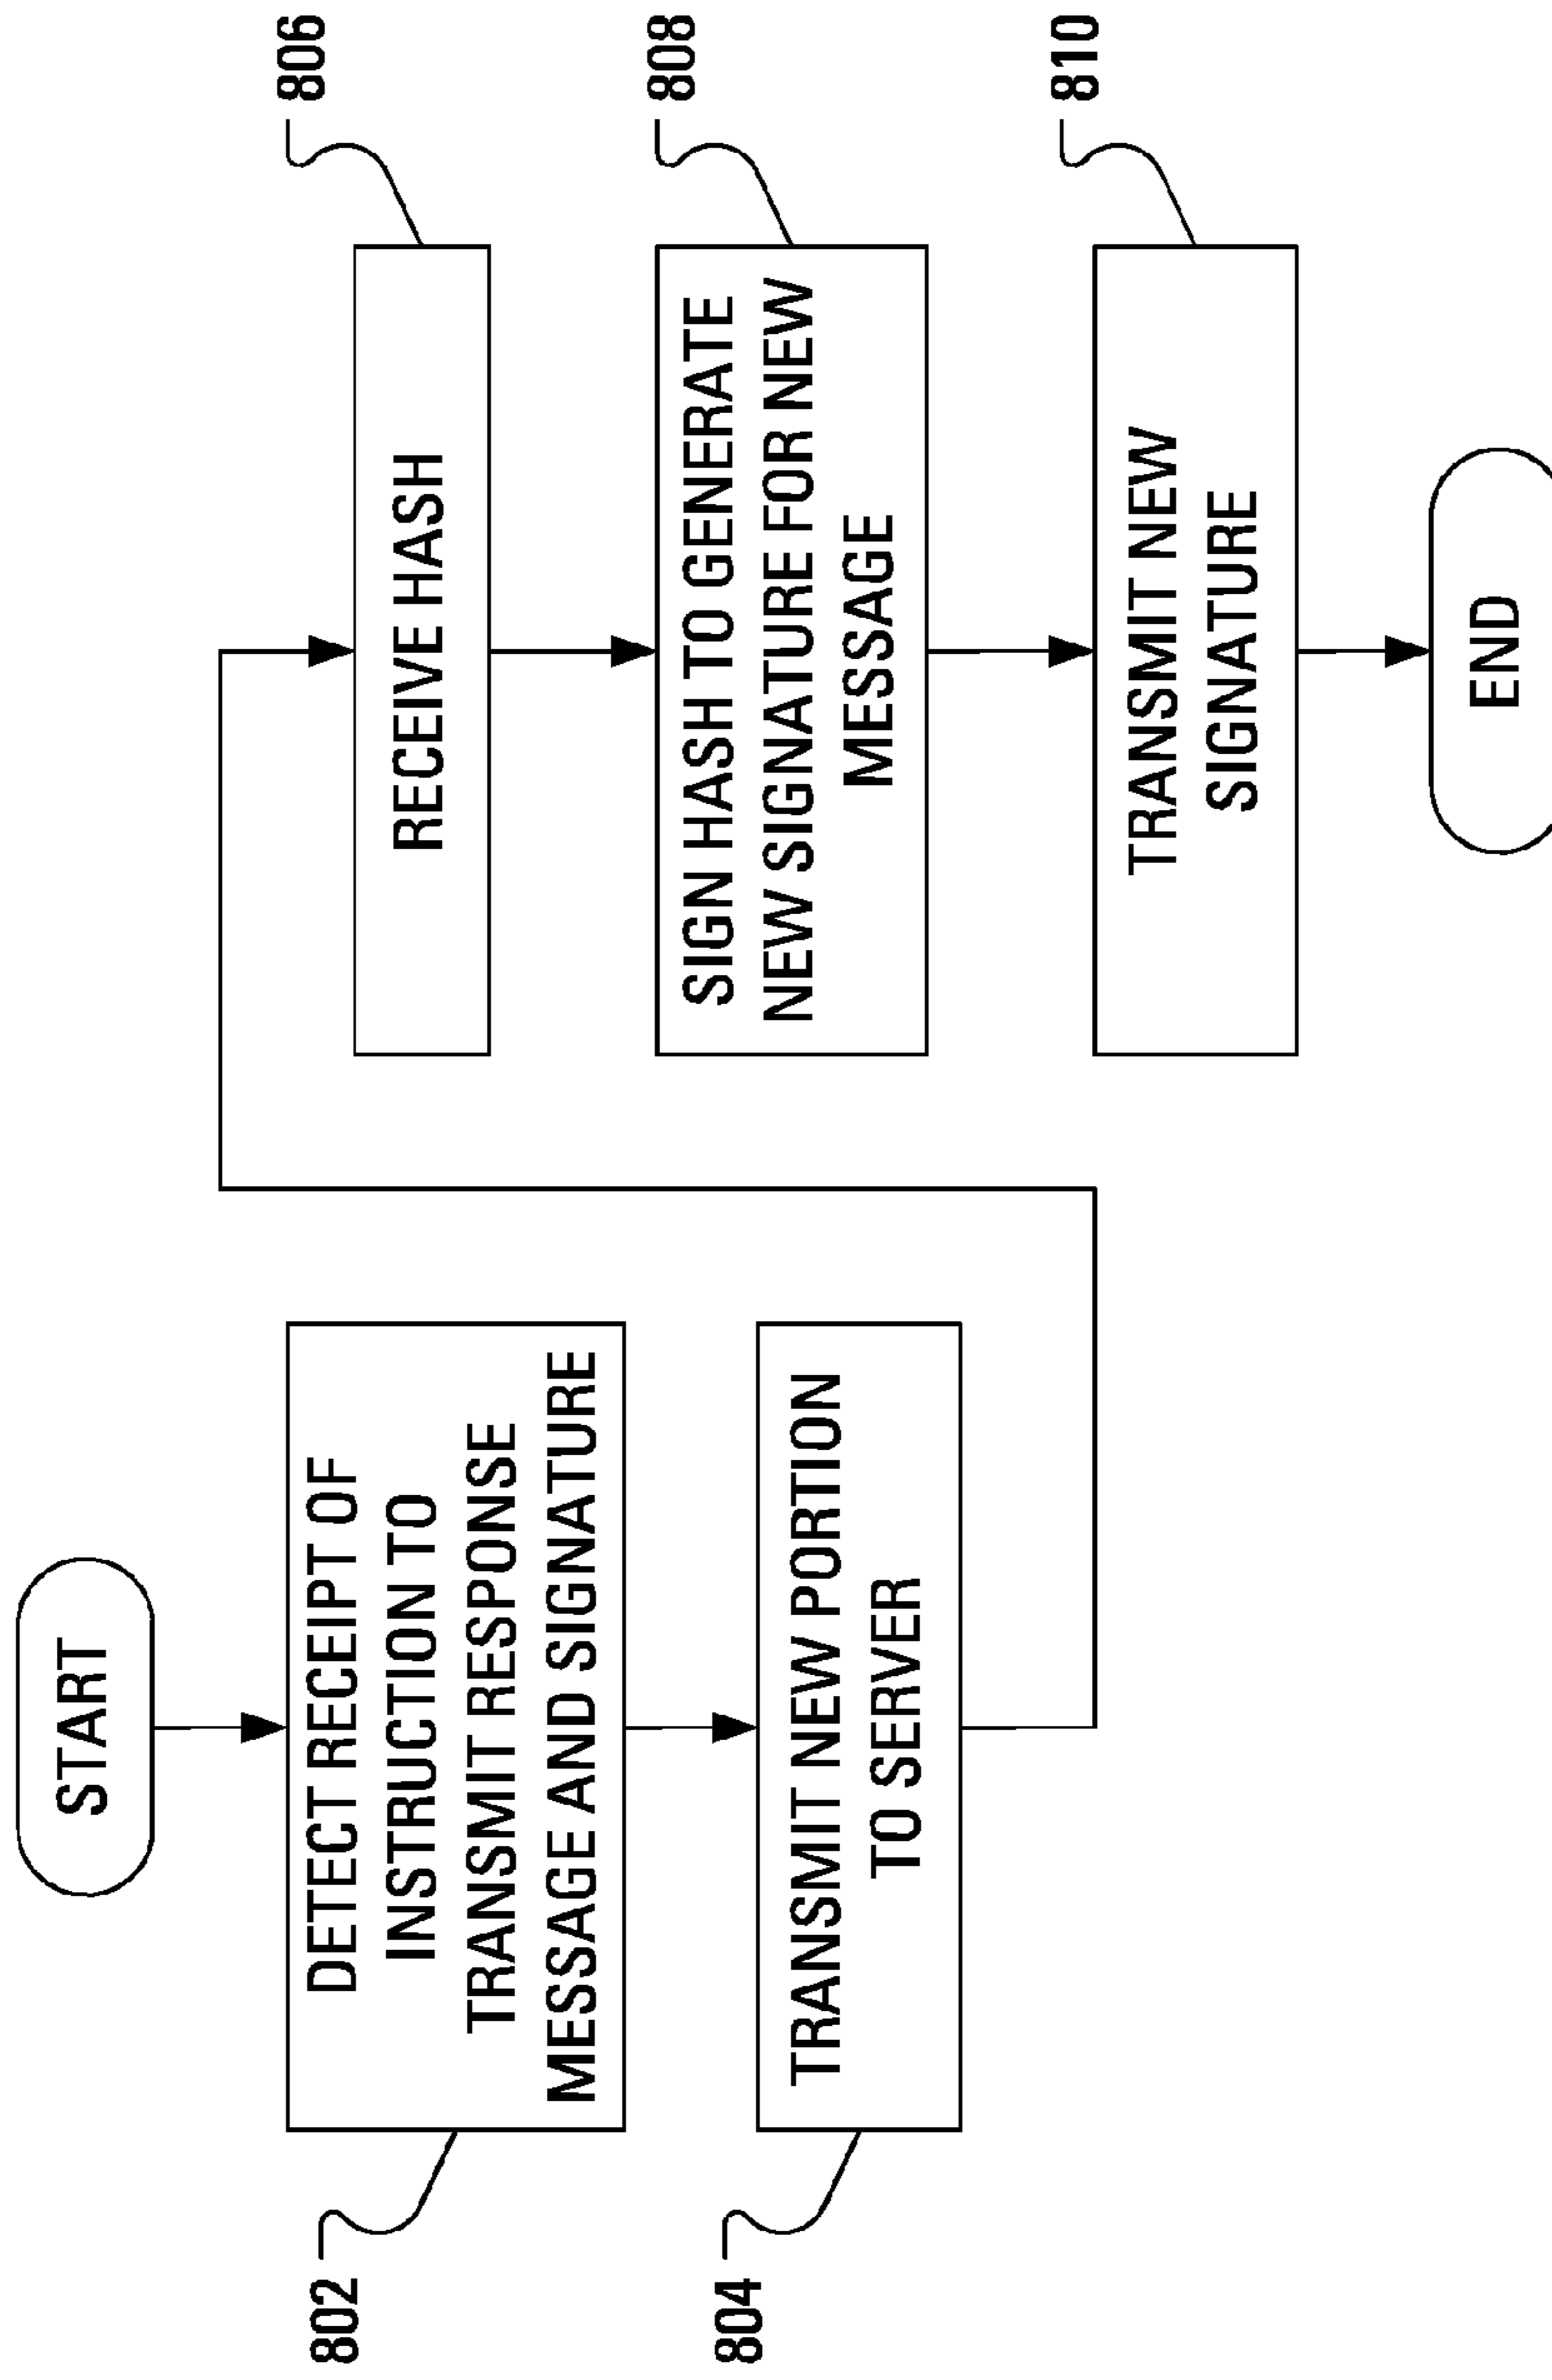 START
802
DETECT RECEIPT OF
INSTRUCTION TO
TRANSMIT RESPONSE
MESSAGE AND SIGNATURE
804
TRANSMIT NEW PORTION
TO SERVER
RECEIVE HASH
806
SIGN HASH TO GENERATE
NEW SIGNATURE FOR NEW
MESSAGE
808
TRANSMIT NEW
SIGNATURE
810
END